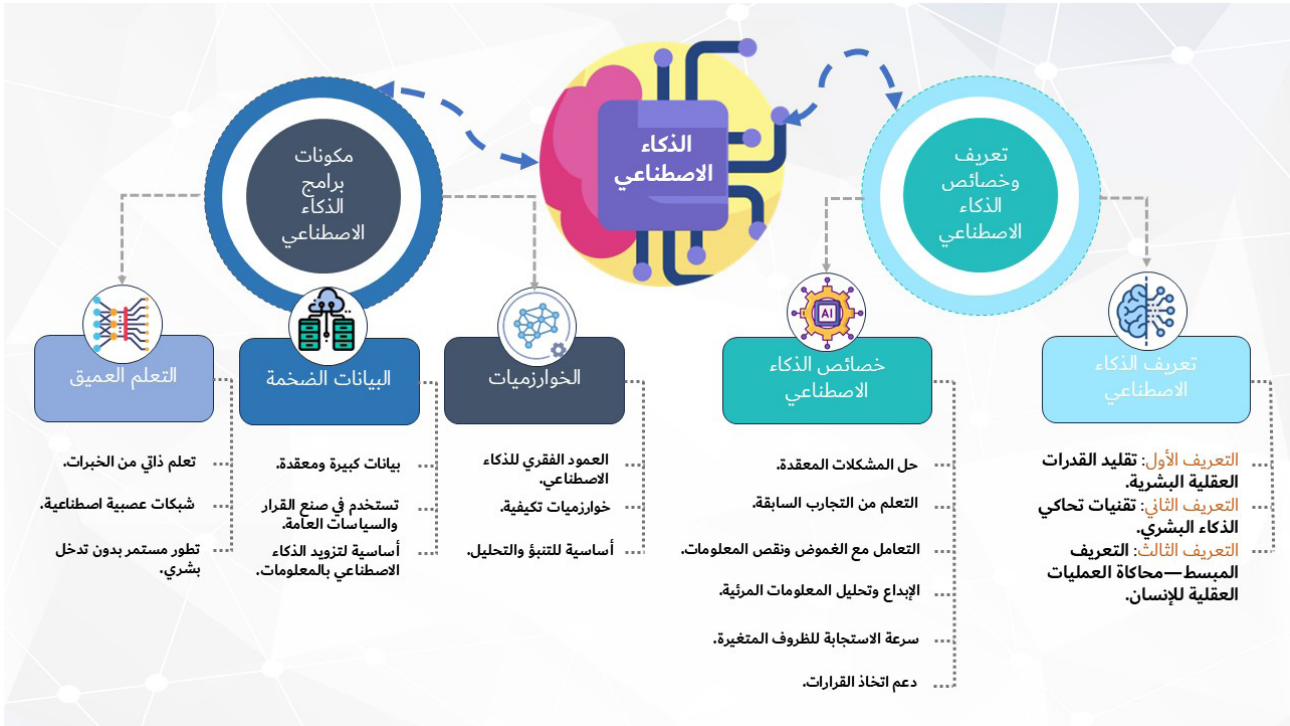 الذكاء
الاصطناعي
تعريف
وخصائص
الذكاء
الاصطناعي
تعريف الذكاء
الاصطناعي
التعريف الأول: تقليد القدرات
العقلية البشرية.
التعريف الثاني: تقنيات تحاكي
الذكاء البشري.
التعريف الثالث: التعريف
المبسط—محاكاة العمليات
العقلية للإنسان.
AI
خصائص الذكاء
الاصطناعي
حل المشكلات المعقدة.
التعلم من التجارب السابقة.
التعامل مع الغموض ونقص المعلومات.
الإبداع وتحليل المعلومات المرئية.
سرعة الاستجابة للظروف المتغيرة.
دعم اتخاذ القرارات.
مكونات
برامج
الذكاء
الاصطناعي
الخوارزميات
العمود الفقري للذكاء
الاصطناعي.
خوارزميات تكيفية.
أساسية للتنبؤ والتحليل.
البيانات الضخمة
بيانات كبيرة ومعقدة.
تستخدم في صنع القرار
والسياسات العامة.
أساسية لتزويد الذكاء
الاصطناعي بالمعلومات.
التعلم العميق
تعلم ذاتي من الخبرات.
شبكات عصبية اصطناعية.
تطور مستمر بدون تدخل
بشري.